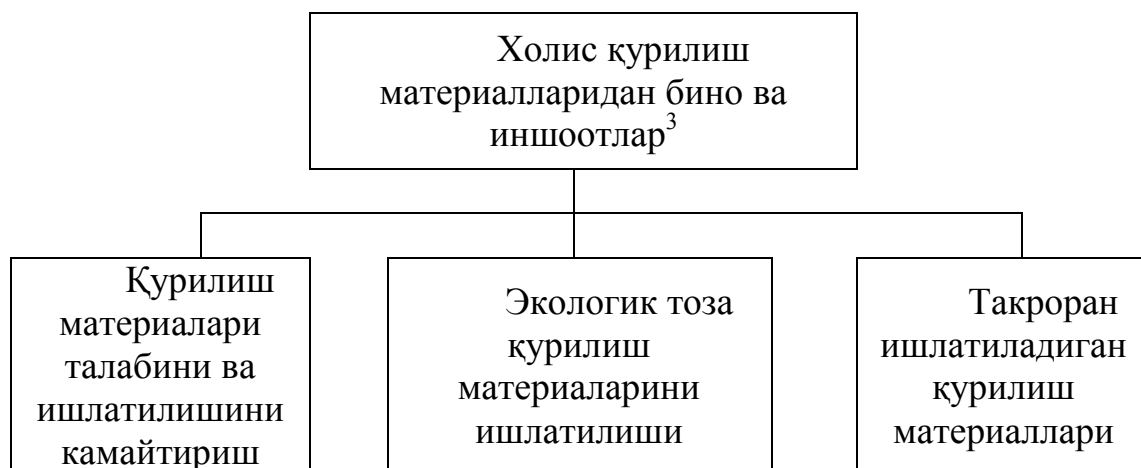 Холис қурилиш
материалларидан бино ва
иншоотлар³
Қурилиш
материалари
талабини ва
ишлатилишини
камайтириш
Экологик тоза
қурилиш
материаларини
ишлатилиши
Такроран
ишлатиладиган
қурилиш
материаллари